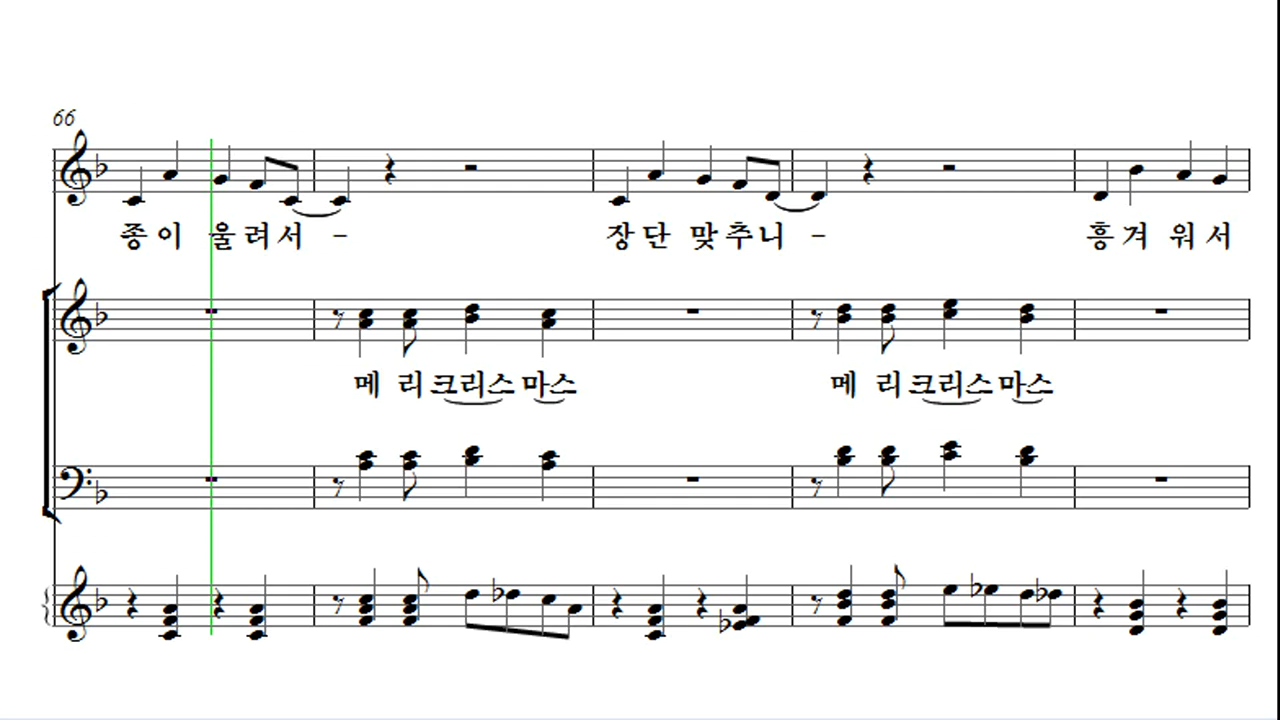 66
종이 울려서 - 장단 맞추니 - 흥겨워서
메 리 크리스 마스 메 리 크리스 마스